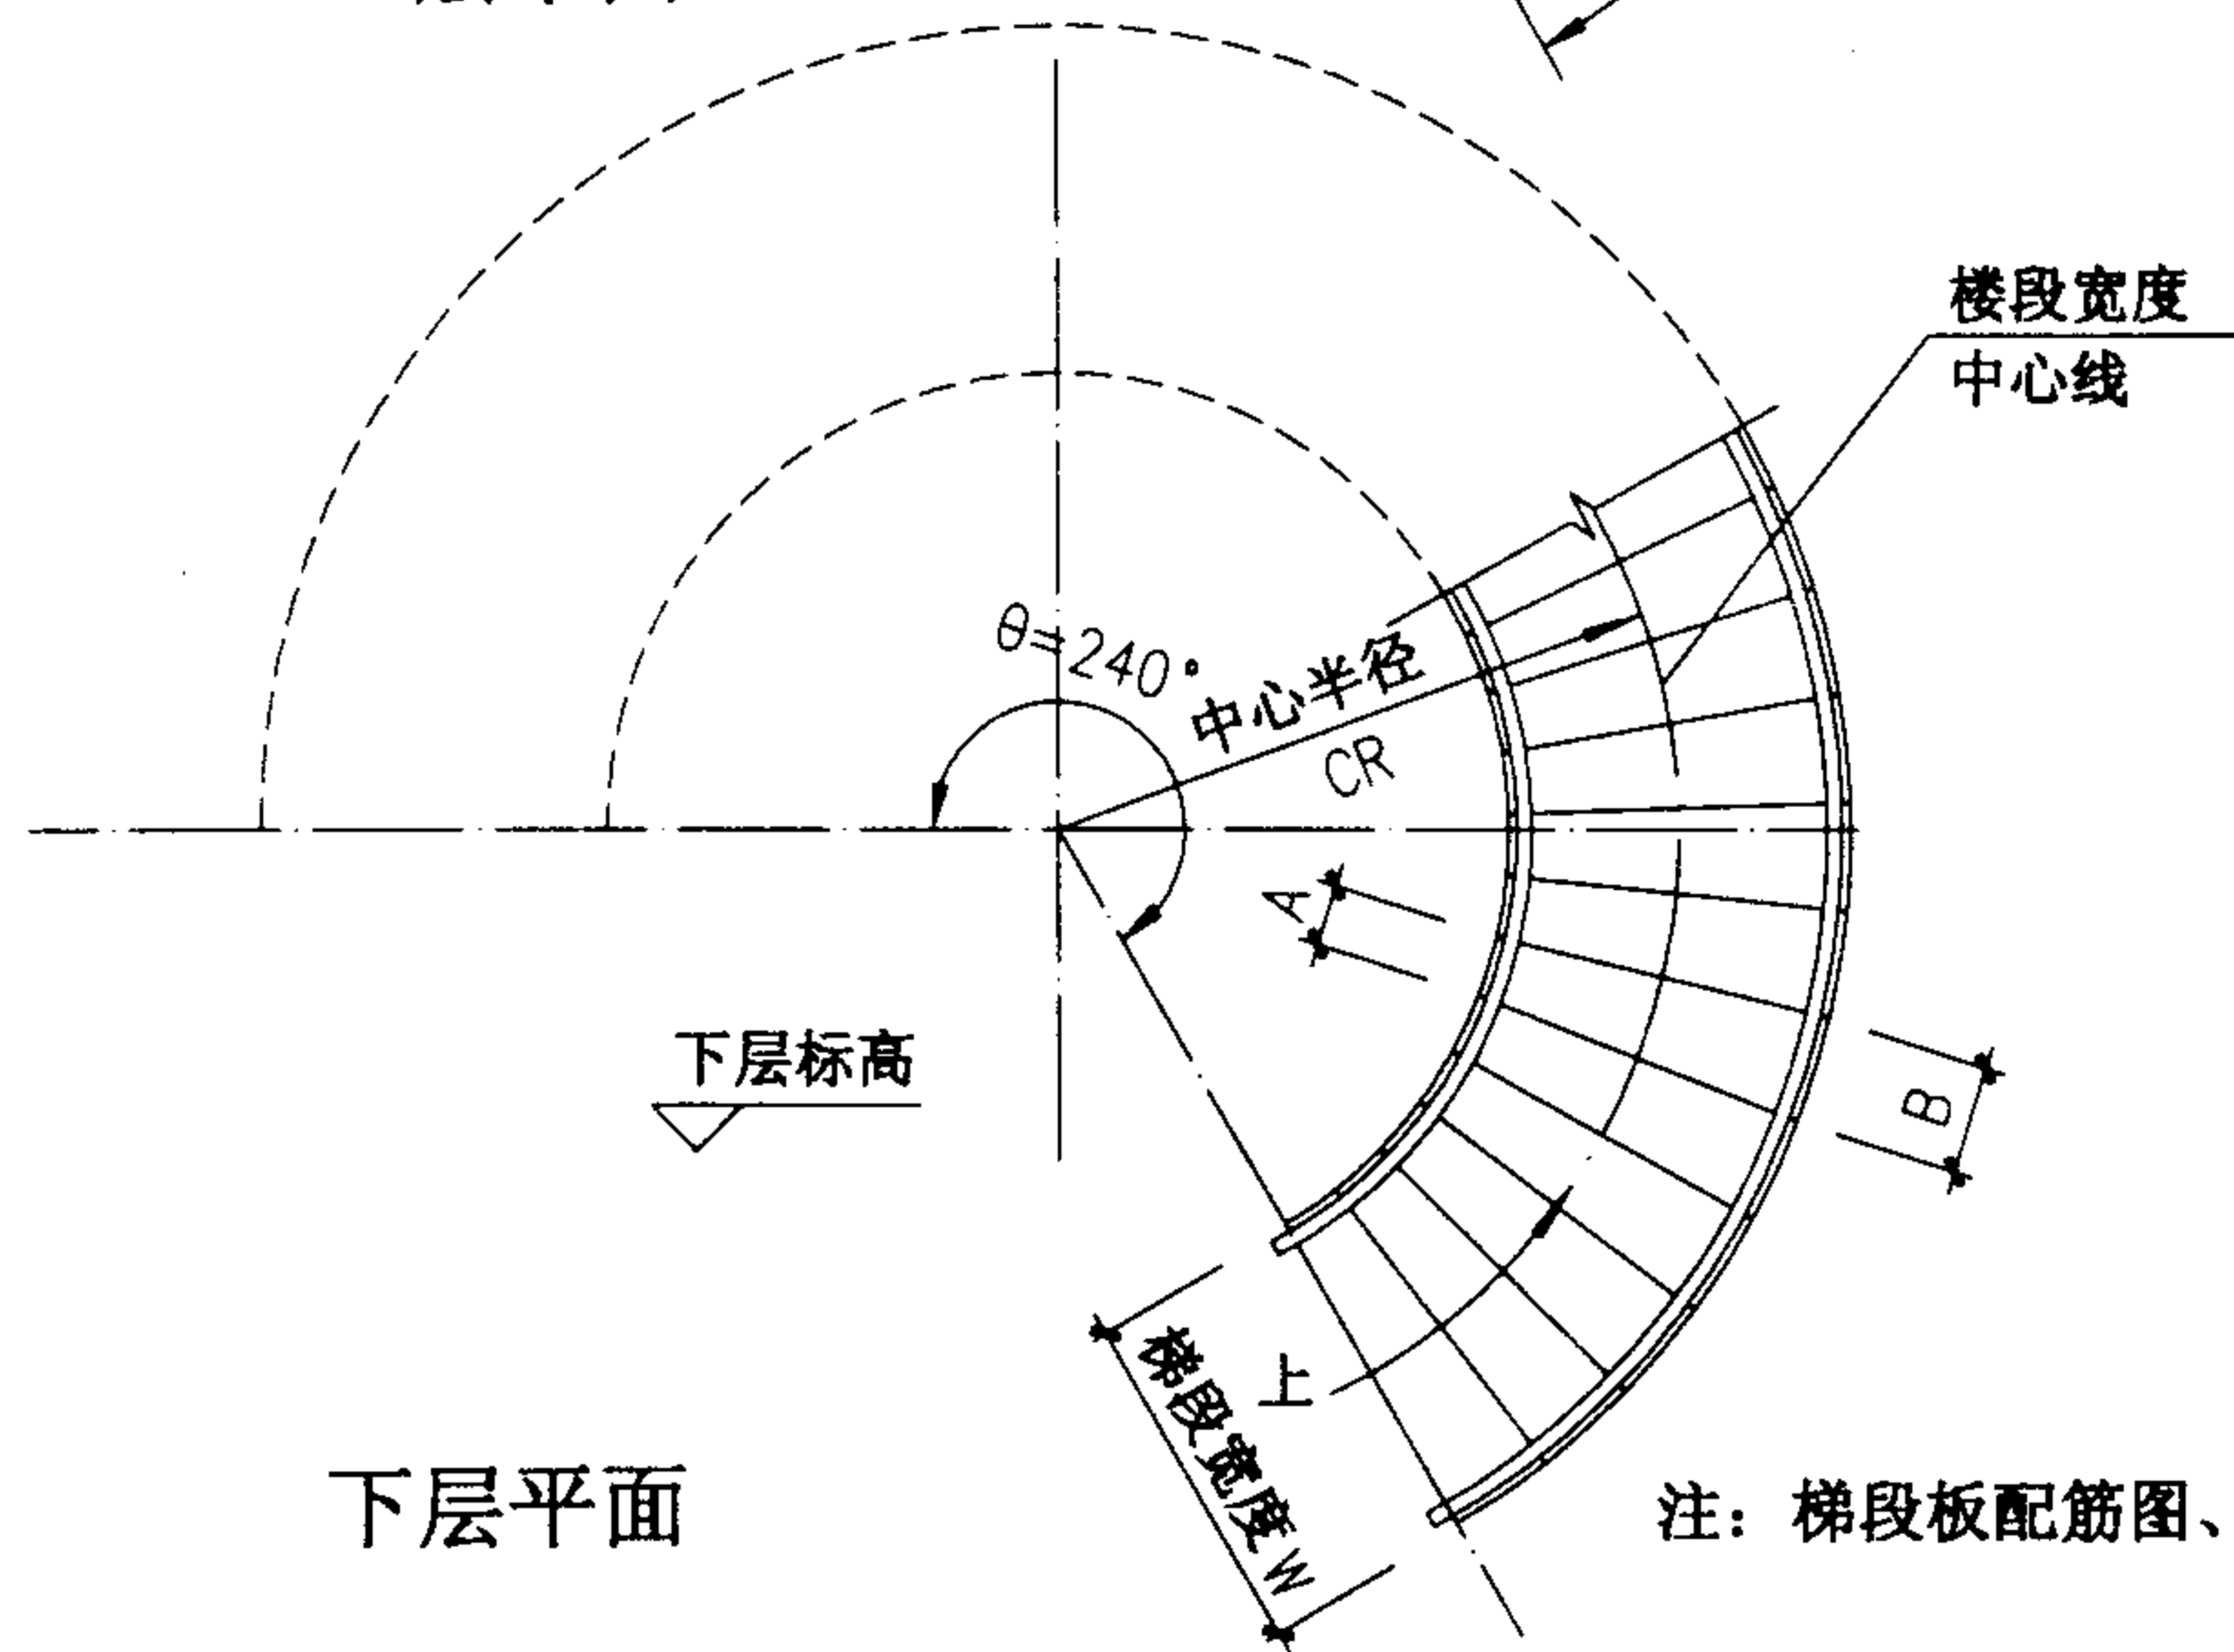 楼段宽度
中心线
θ=240°
中心半径
CR
A
下层标高
B
梯段宽度W
上
下层平面
注：梯段板配筋图、